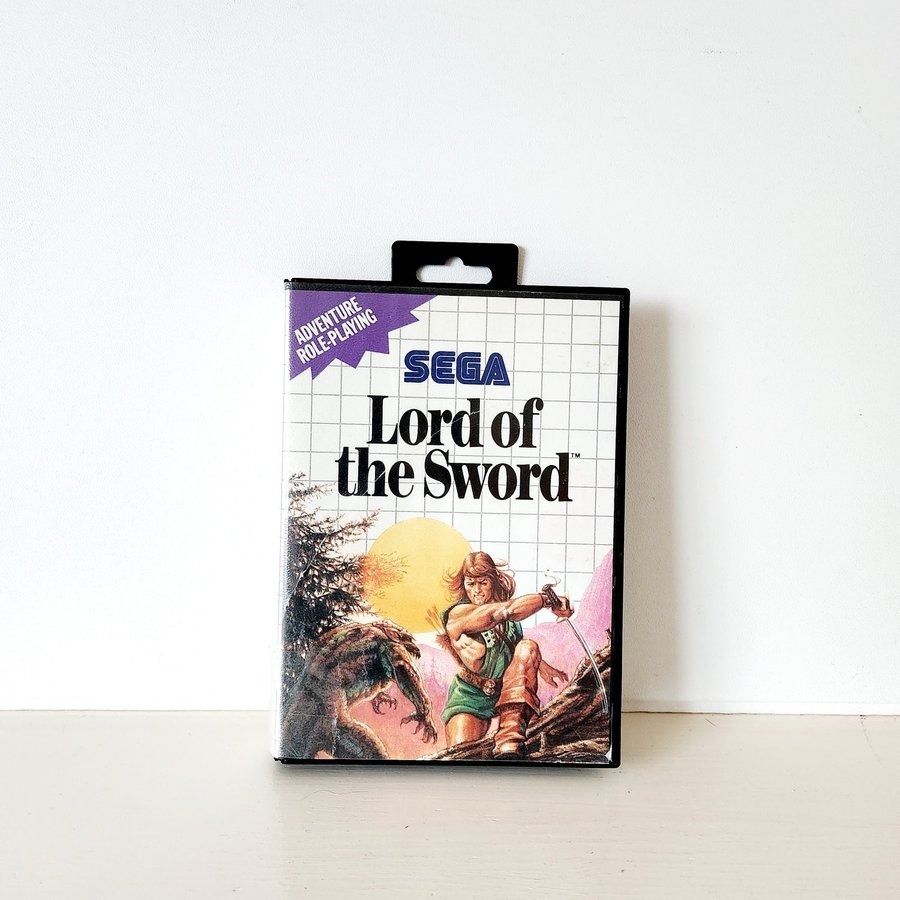 ADVENTURE
ROLE-PLAYING
SEGA
Lord of
the Sword™